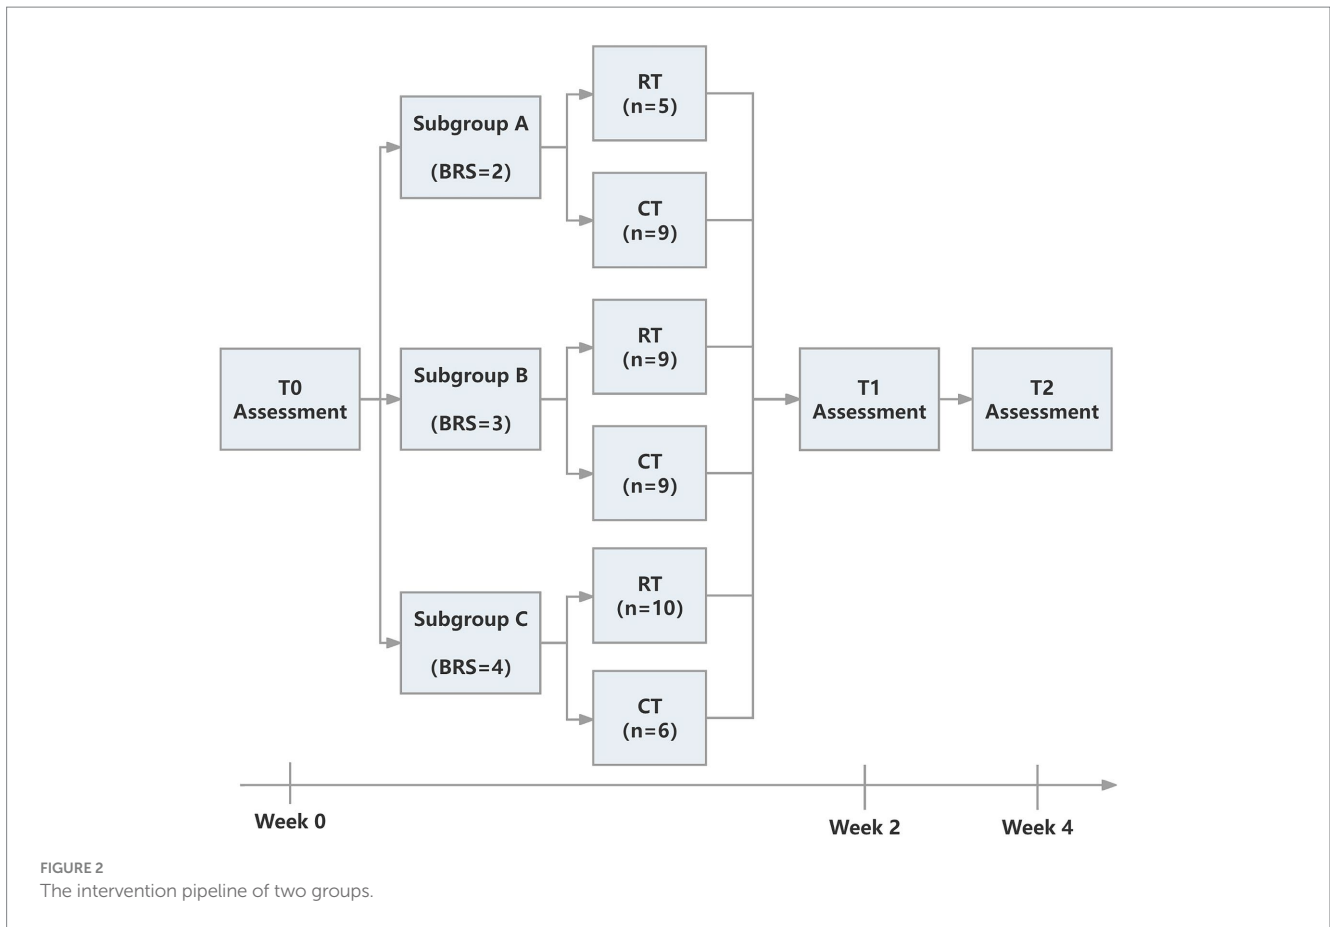 RT
(n=5)
Subgroup A
(BRS=2)
CT
(n=9)
RT
(n=9)
T0
Assessment
Subgroup B
(BRS=3)
T1
Assessment
T2
Assessment
CT
(n=9)
RT
(n=10)
Subgroup C
(BRS=4)
CT
(n=6)
Week 0
Week 2
Week 4
FIGURE 2
The intervention pipeline of two groups.